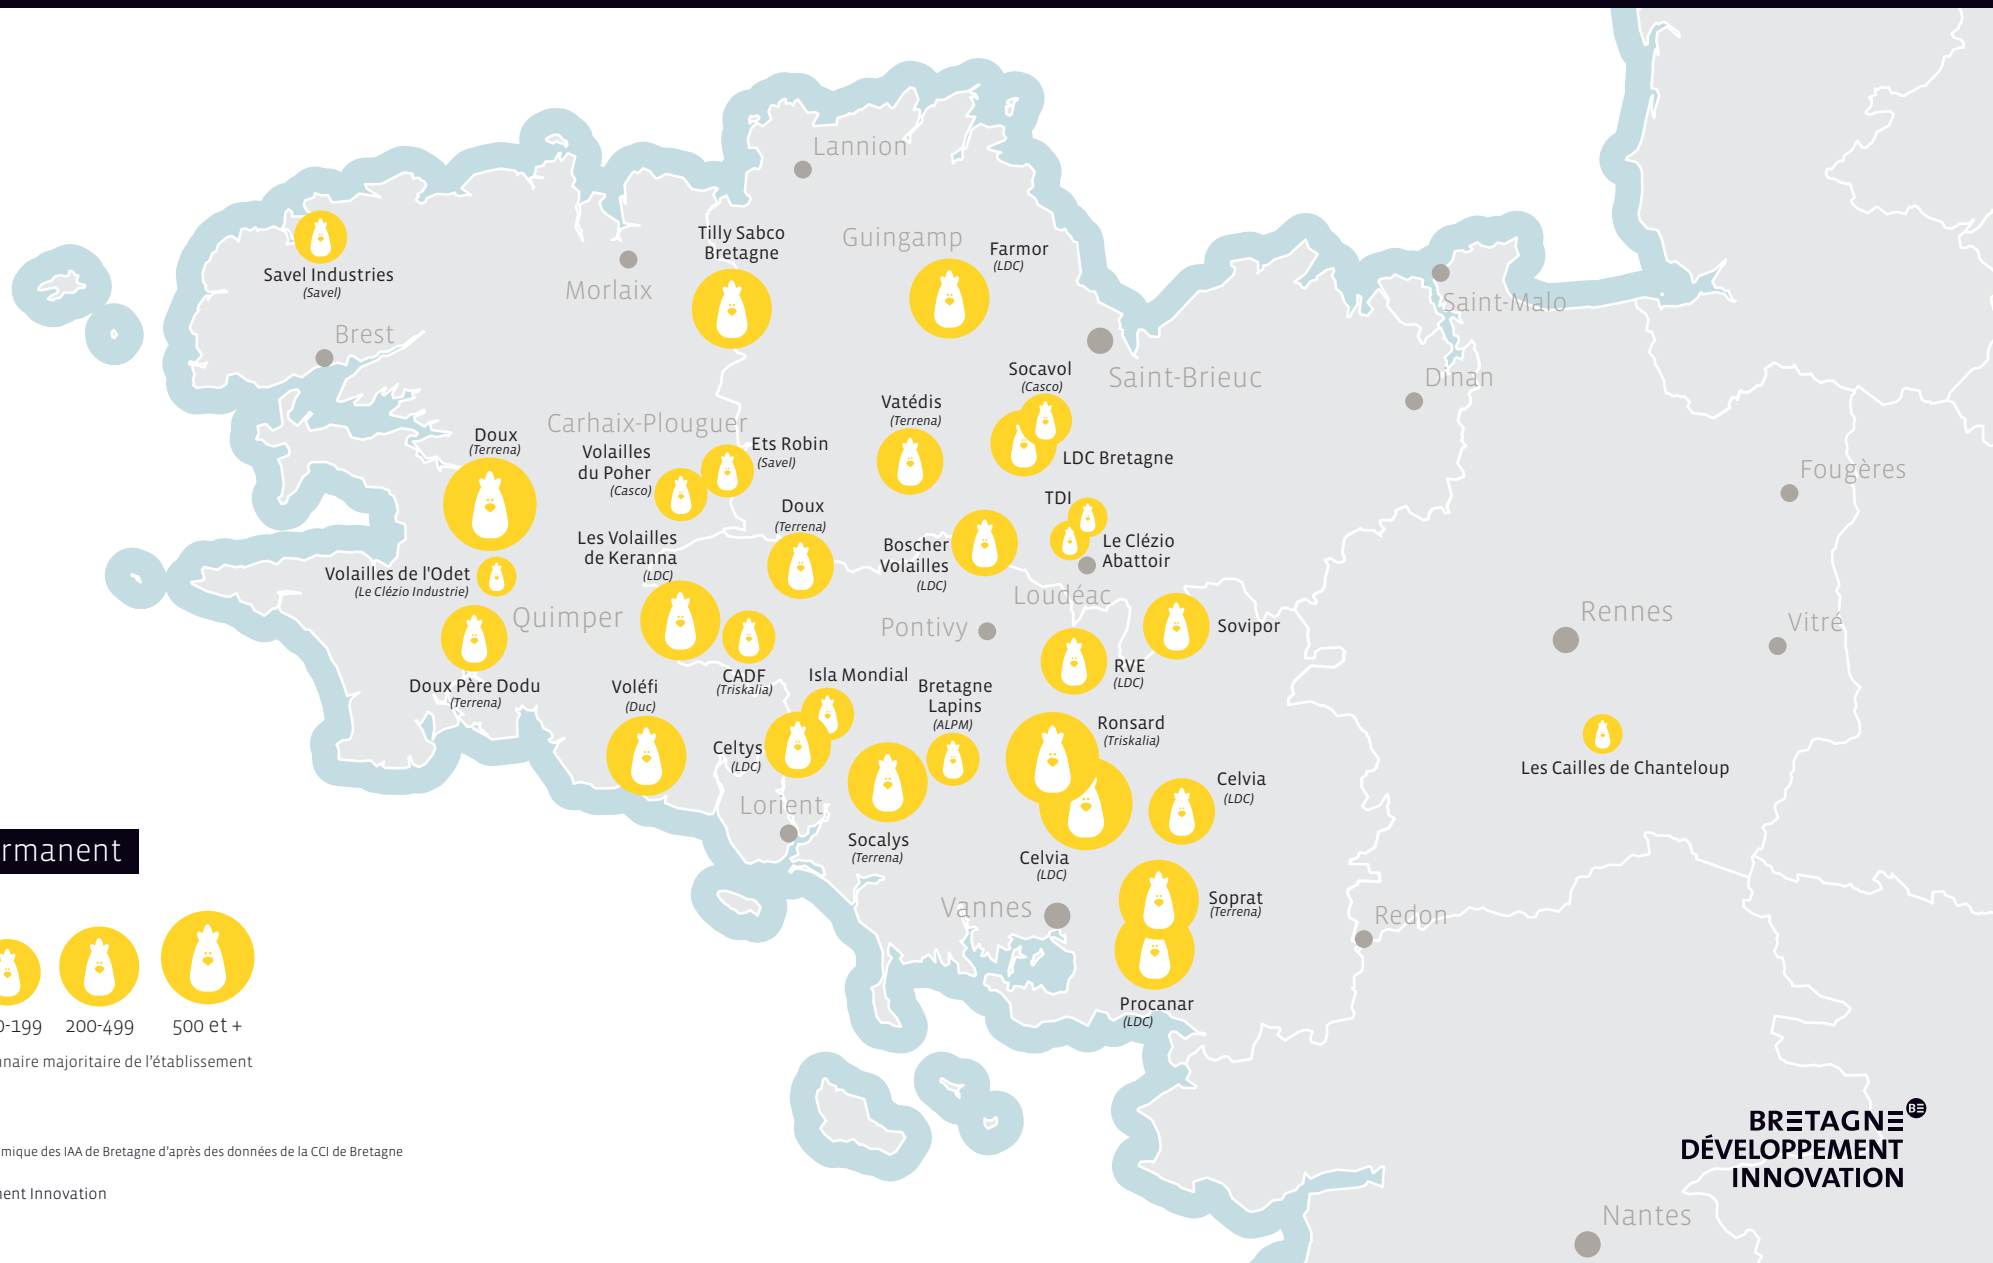 Lannion
Tilly Sabco
Bretagne
Guingamp
Farmor
(LDC)
Savel Industries
(Savel)
Morlaix
Saint-Malo
Brest
Socavol
(Casco)
Saint-Brieuc
Dinan
Vatédis
(Terrena)
Carhaix-Plouguer
Doux
(Terrena)
Volailles
du Poher
(Casco)
Ets Robin
(Savel)
LDC Bretagne
Fougères
TDI
Doux
(Terrena)
Les Volailles
de Keranna
(LDC)
Boscher
Volailles
(LDC)
Le Clézio
Abattoir
Volailles de l'Odet
(Le Clézio Industrie)
Loudéac
Quimper
Pontivy
Sovipor
Rennes
Vitré
Doux Père Dodu
(Terrena)
Voléfi
(Duc)
CADF
(Triskalia)
Isla Mondial
Bretagne
Lapins
(ALPM)
RVE
(LDC)
Ronsard
(Triskalia)
Celtys
(LDC)
Les Cailles de Chanteloup
Celvia
(LDC)
Lorient
Socalys
(Terrena)
Celvia
(LDC)
rmanent
Vannes
Soprat
(Terrena)
Redon
Procanar
(LDC)
0-199 200-499 500 et +
nnaire majoritaire de l'établissement
mique des IAA de Bretagne d'après des données de la CCI de Bretagne
ment Innovation
BRETAGNE
BE
DÉVELOPPEMENT
INNOVATION
Nantes